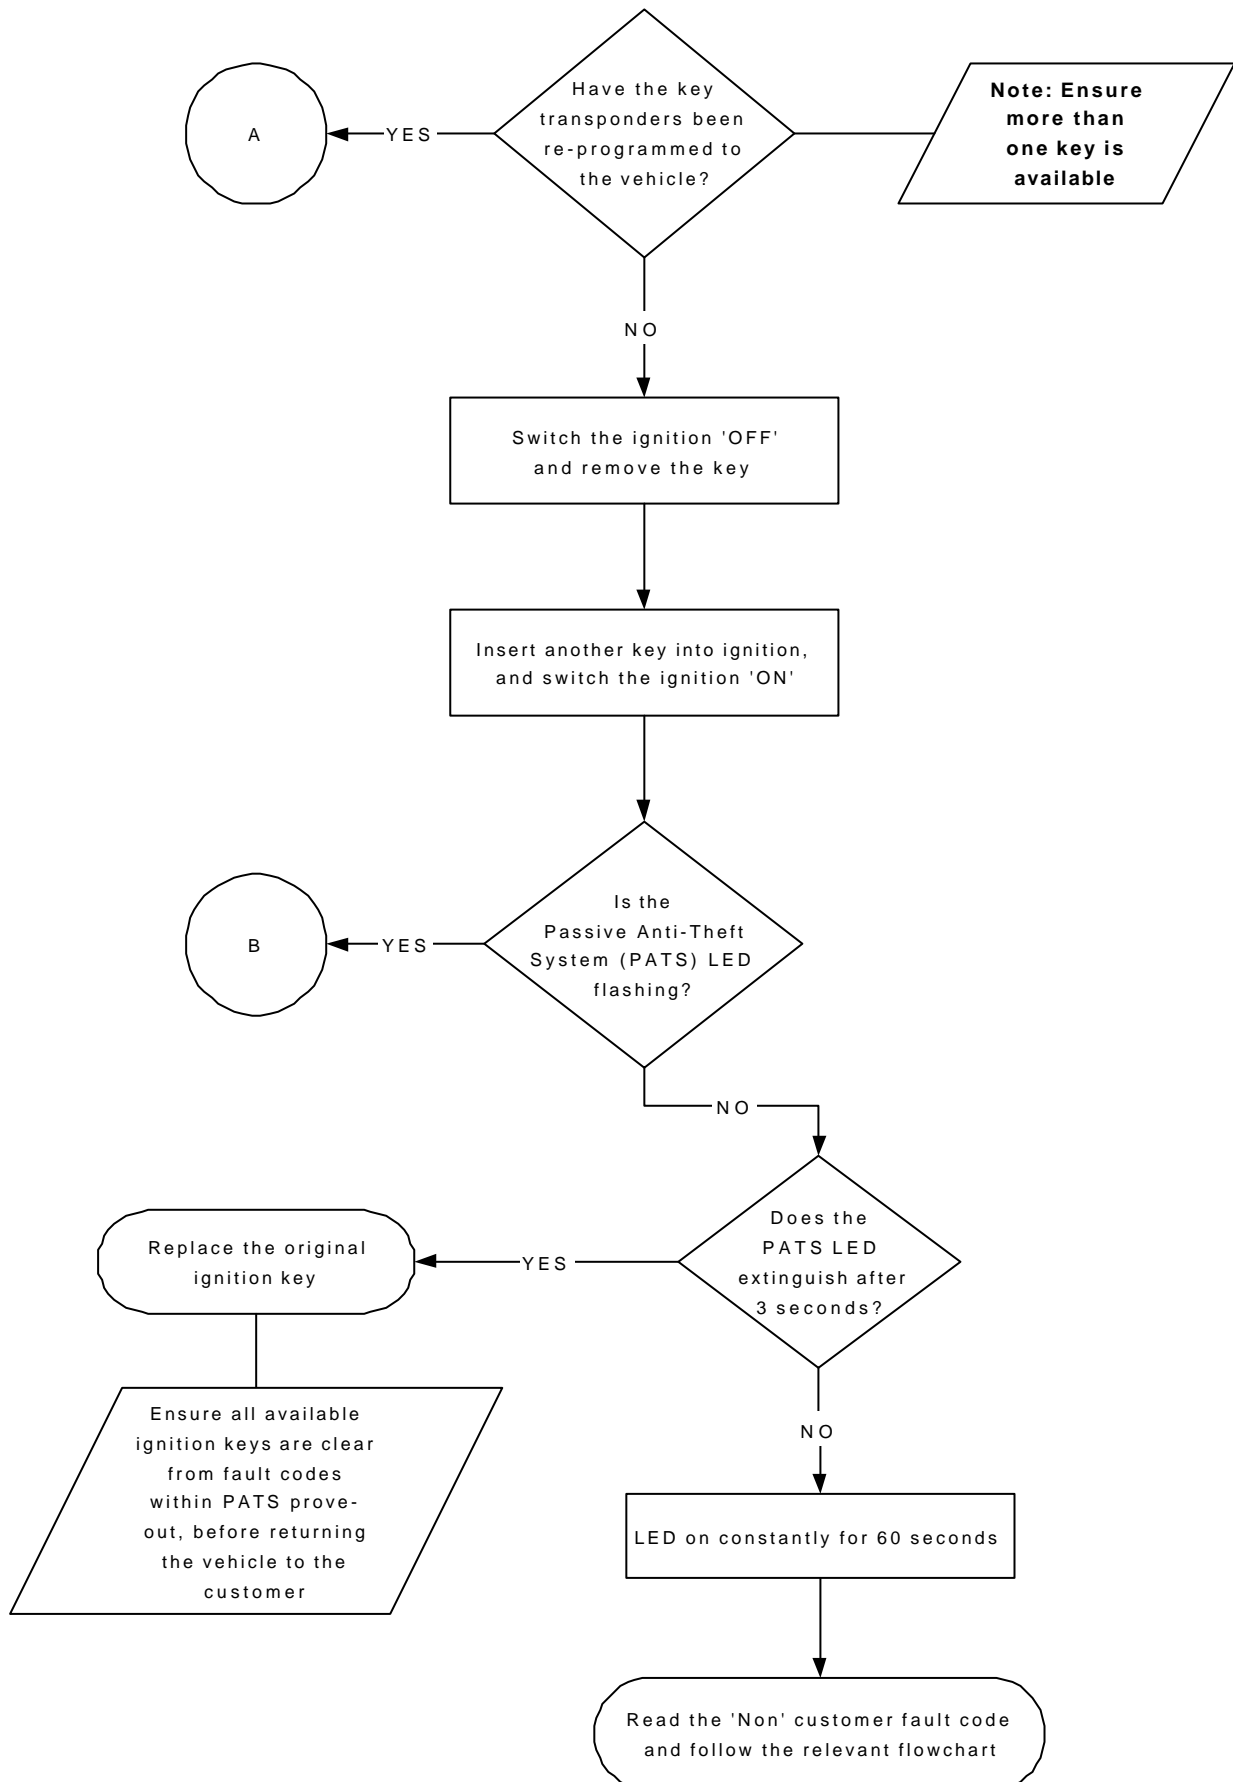 Have the key
transponders been
re-programmed to
the vehicle?
A
YES
Note: Ensure
more than
one key is
available
NO
Switch the ignition 'OFF'
and remove the key
Insert another key into ignition,
and switch the ignition 'ON'
Is the
Passive Anti-Theft
System (PATS) LED
flashing?
B
YES
NO
Does the
PATS LED
extinguish after
3 seconds?
YES
Replace the original
ignition key
Ensure all available
ignition keys are clear
from fault codes
within PATS prove-
out, before returning
the vehicle to the
customer
NO
LED on constantly for 60 seconds
Read the 'Non' customer fault code
and follow the relevant flowchart